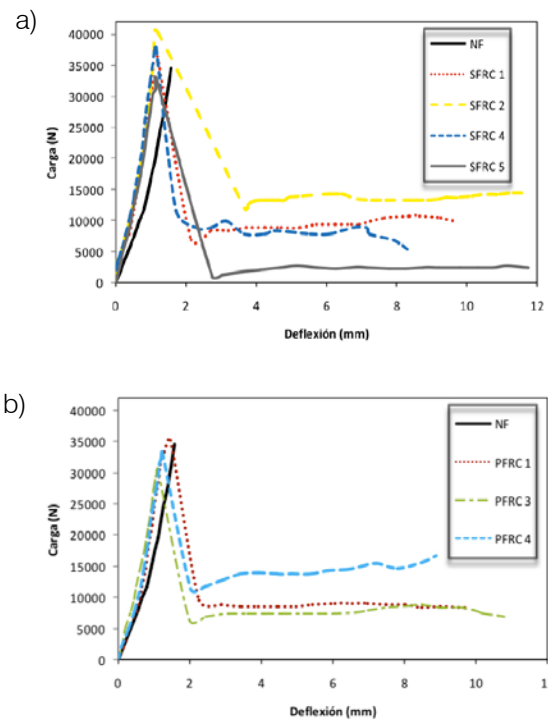 a)
40000
35000
30000
25000
20000
15000
10000
5000
0
Carga (N)
0 2 4 6 8 10 12
Deflexión (mm)
NF
SFRC 1
SFRC 2
SFRC 4
SFRC 5
b)
40000
35000
30000
25000
20000
15000
10000
5000
0
Carga (N)
0 2 4 6 8 10 1
Deflexión (mm)
NF
PFRC 1
PFRC 3
PFRC 4